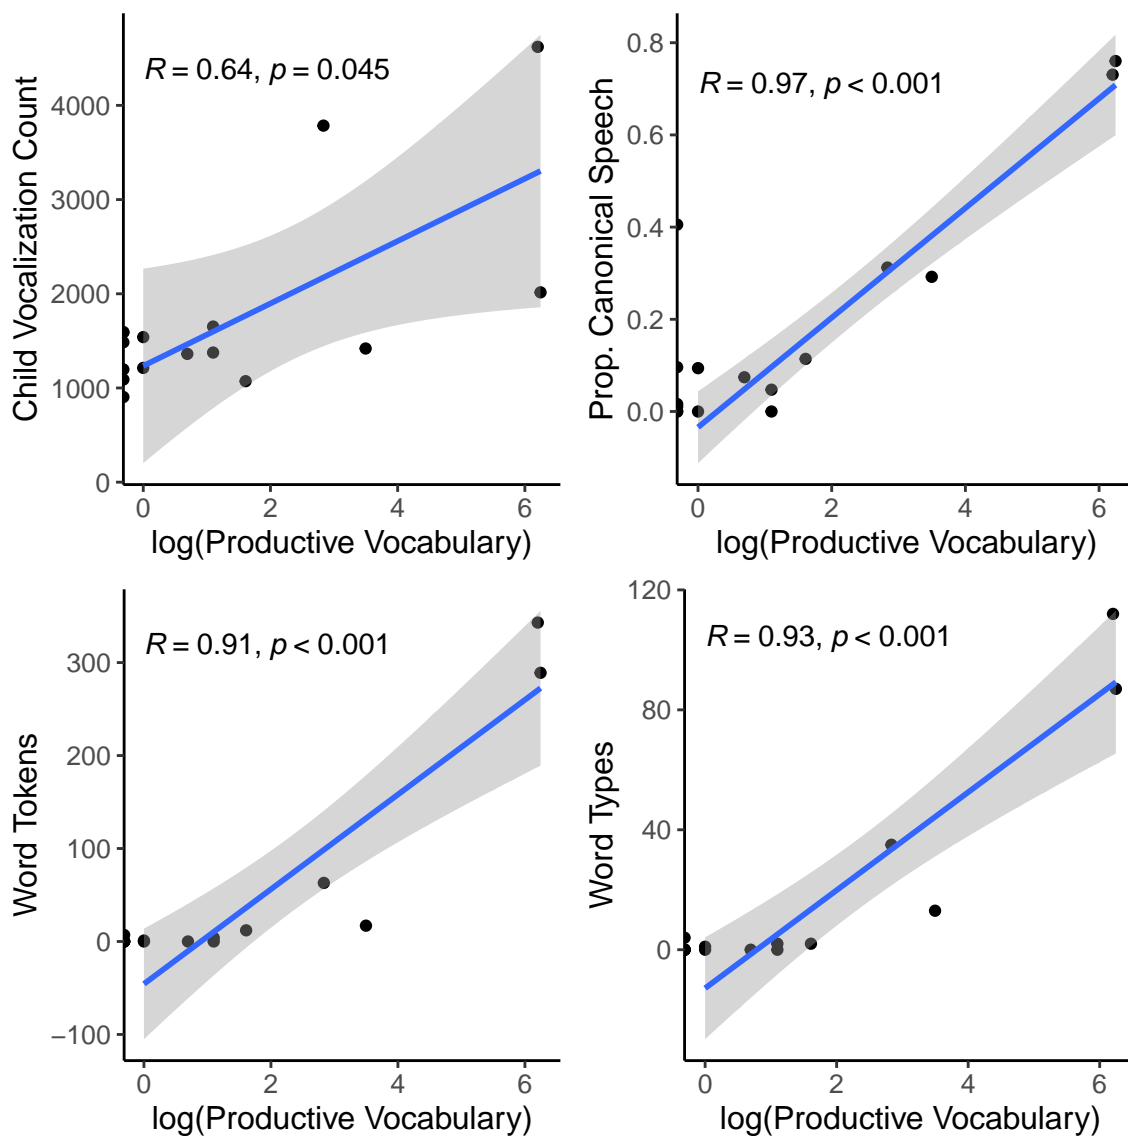 R = 0.64, p = 0.045
Child Vocalization Count
4000
3000
2000
1000
0
0 2 4 6
log(Productive Vocabulary)
R = 0.97, p < 0.001
Prop. Canonical Speech
0.8
0.6
0.4
0.2
0.0
0 2 4 6
log(Productive Vocabulary)
R = 0.91, p < 0.001
Word Tokens
300
200
100
0
−100
0 2 4 6
log(Productive Vocabulary)
R = 0.93, p < 0.001
Word Types
120
80
40
0
0 2 4 6
log(Productive Vocabulary)